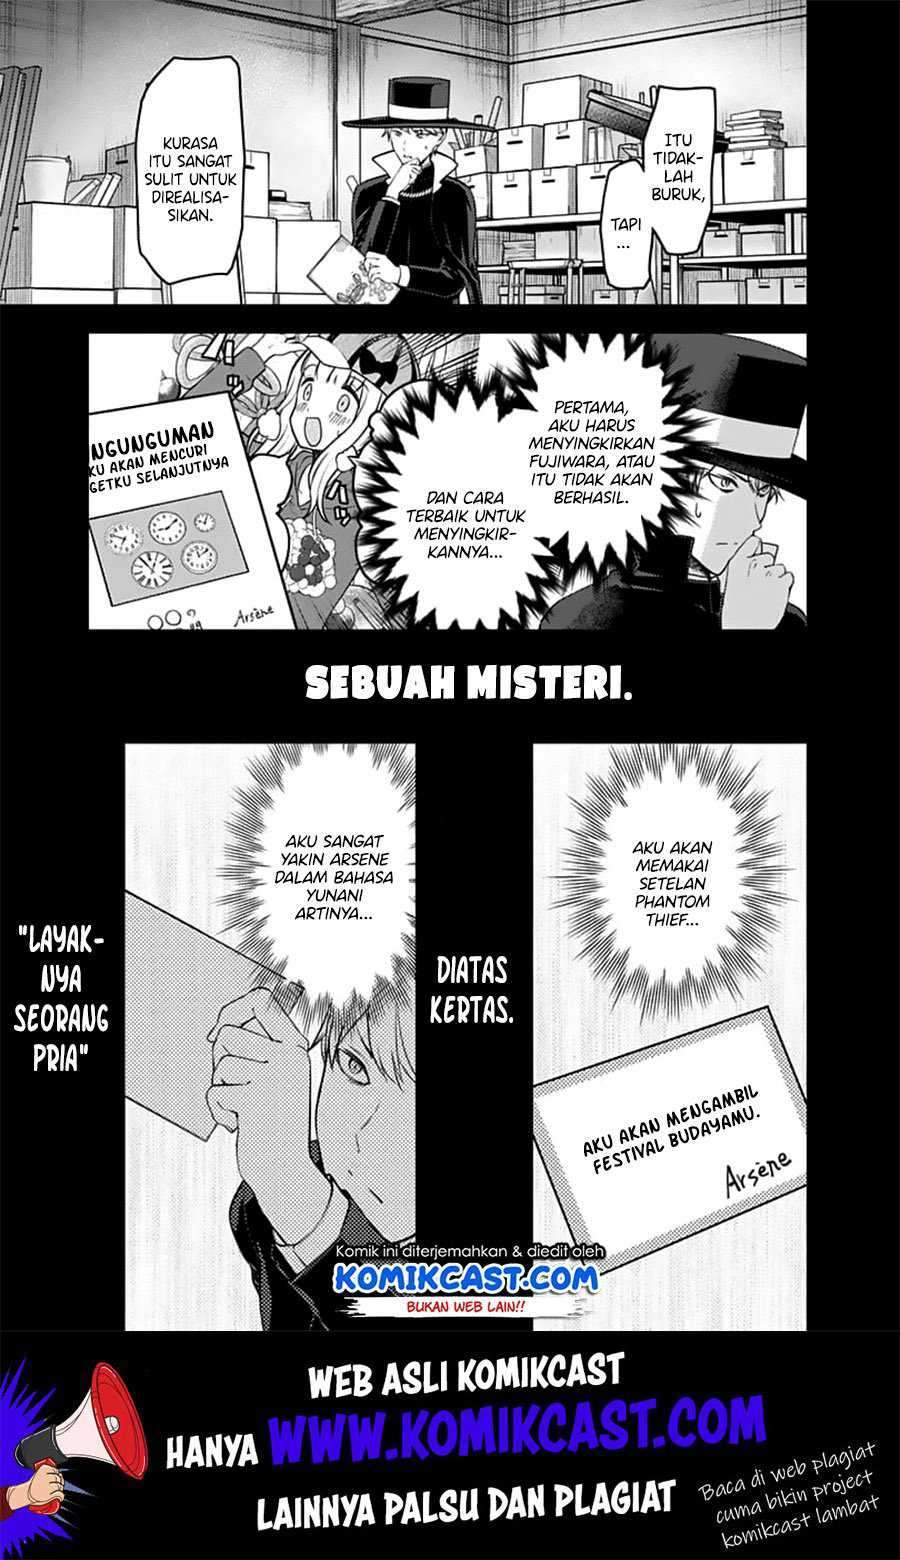 ITU
TIDAK-
LAH
BURUK,
TAPI
...
KURASA
ITU SANGAT
SULIT UNTUK
DIREALISA-
SIKAN.
PERTAMA,
AKU HARUS
MENYINGKIRKAN
FUJIWARA, ATAU
ITU TIDAK AKAN
BERHASIL.
DAN CARA
TERBAIK UNTUK
MENYINGKIR-
KANNYA...
NGUNGUMAN
KU AKAN MENCURI
GETKU SELANJUTNYA
Arsène
SEBUAH MISTERI.
AKU AKAN
MEMAKAI
SETELAN
PHANTOM
THIEF...
AKU AKAN MENGAMBIL
FESTIVAL BUDAYAMU.
Arsène
DIATAS
KERTAS.
AKU SANGAT
YAKIN ARSENE
DALAM BAHASA
YUNANI
ARTINYA...
"LAYAK-
NYA
SEORANG
PRIA"
Komik ini diterjemahkan & diedit oleh
KOMIKCAST.COM
BUKAN WEB LAIN!!
WEB ASLI KOMIKCAST
HANYA WWW.KOMIKCAST.COM
LAINNYA PALSU DAN PLAGIAT
Baca di web plagiat
cuma bikin project
komikcast lambat